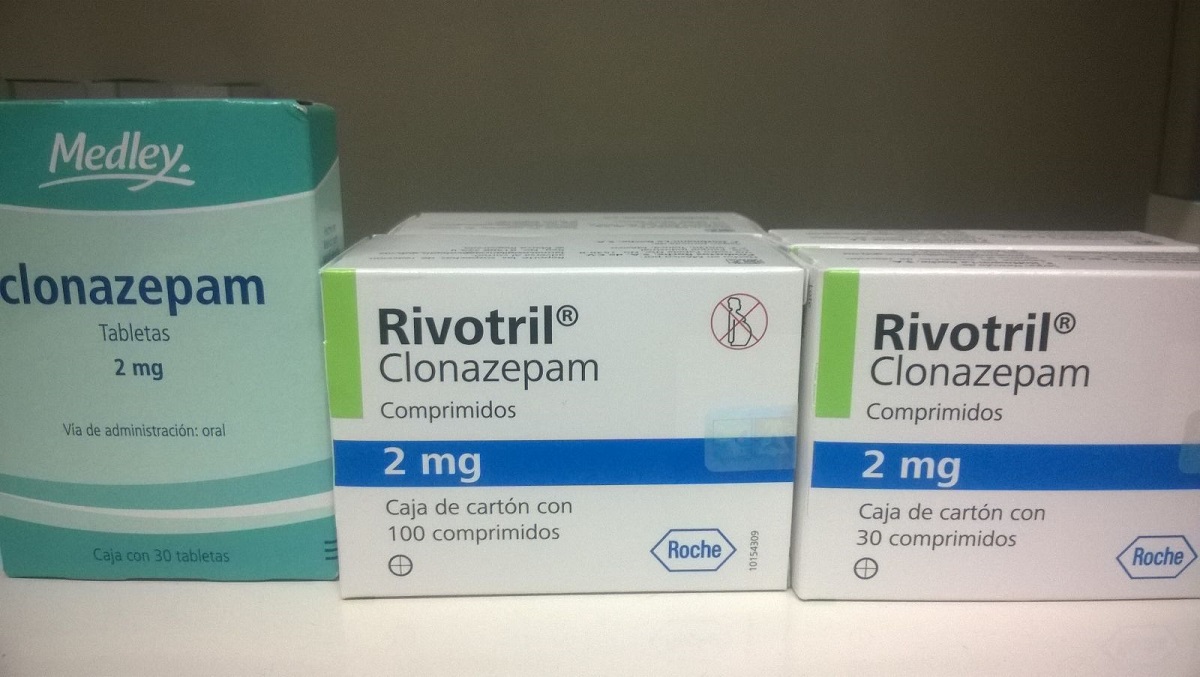 Medley.
clonazepam
Tabletas
2 mg
Vía de administración: oral
Caja con 30 tabletas
Rivotril®
Clonazepam
Comprimidos
2 mg
Caja de cartón con
100 comprimidos
Roche
10154309
Rivotril®
Clonazepam
Comprimidos
2 mg
Caja de cartón con
30 comprimidos
Roche